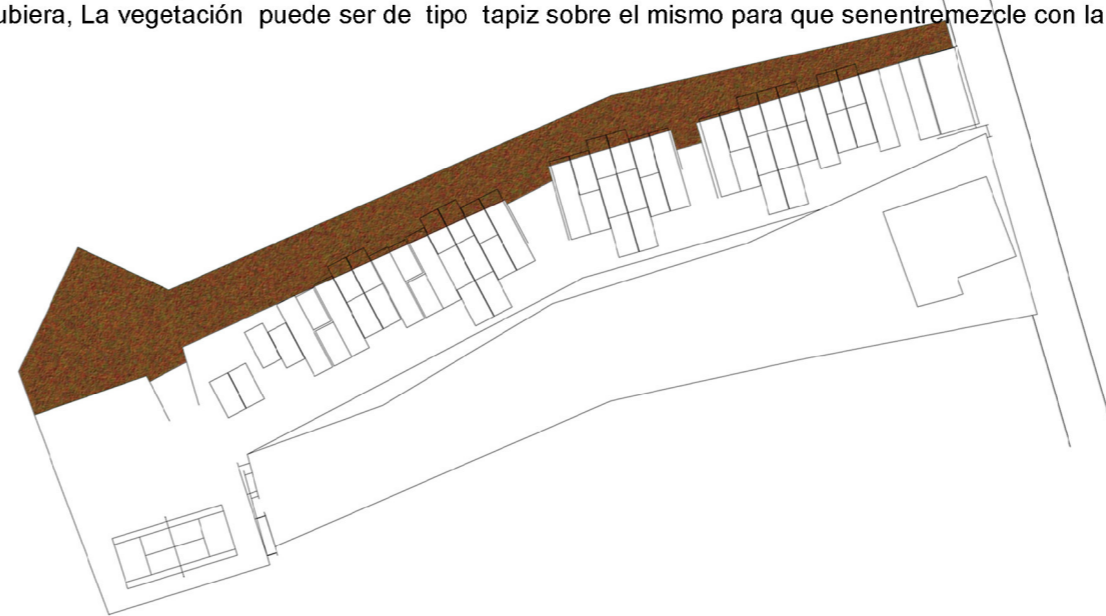 ubiera, La vegetación puede ser de tipo tapiz sobre el mismo para que senentremezcle con la